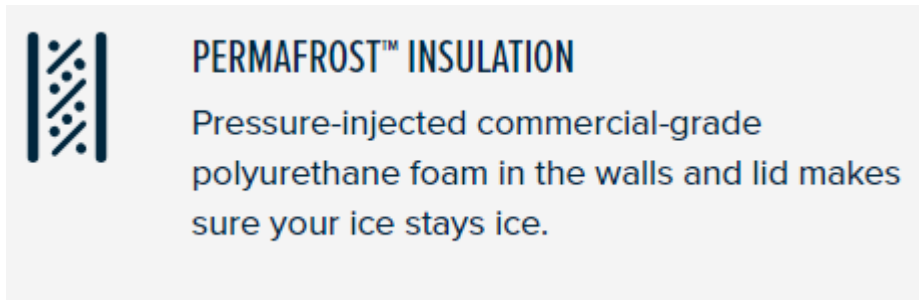 PERMAFROST™ INSULATION
Pressure-injected commercial-grade
polyurethane foam in the walls and lid makes
sure your ice stays ice.